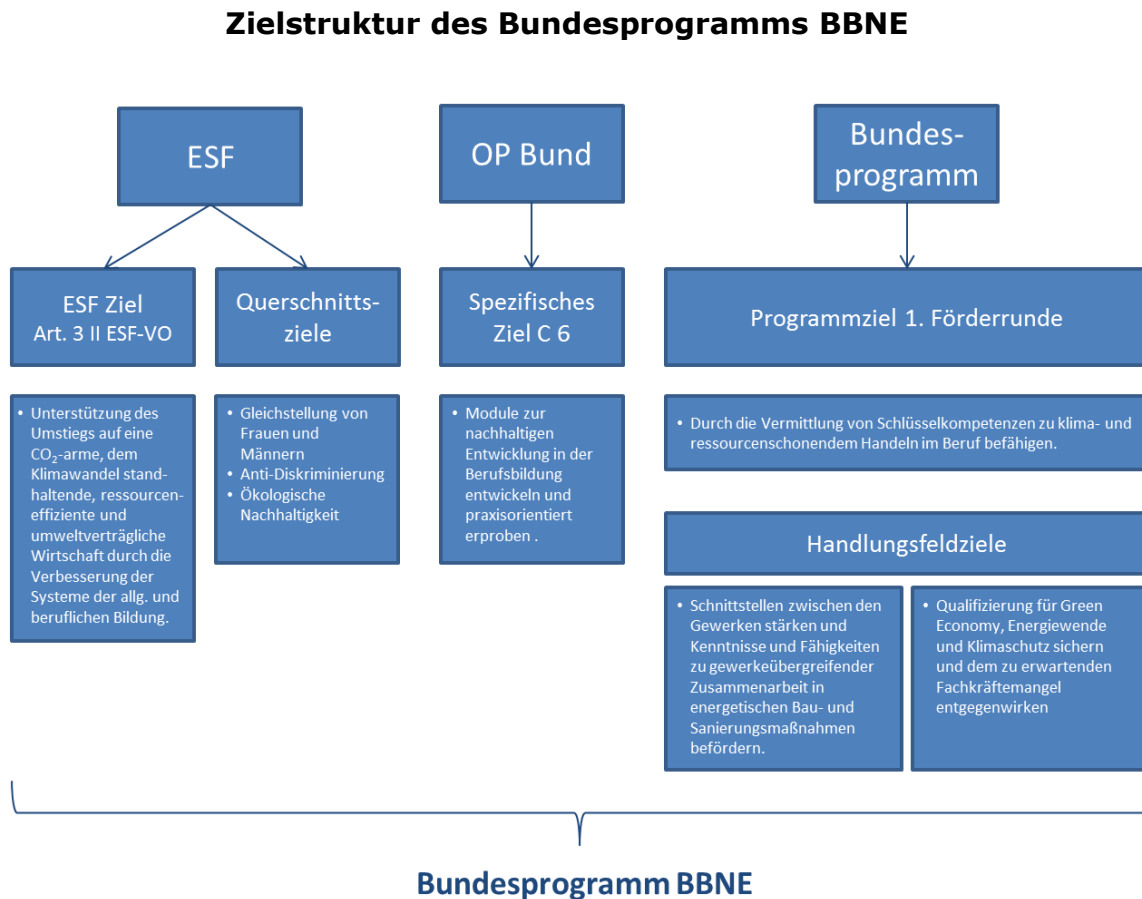 Zielstruktur des Bundesprogramms BBNE
ESF
OP Bund
Bundes-
programm
ESF Ziel
Art. 3 II ESF-VO
Querschnitts-
ziele
Spezifisches
Ziel C 6
Programmziel 1. Förderrunde
• Unterstützung des
Umstiegs auf eine
CO₂-arme, dem
Klimawandel stand-
haltende, ressourcen-
effiziente und
umweltverträgliche
Wirtschaft durch die
Verbesserung der
Systeme der allg. und
beruflichen Bildung.
• Gleichstellung von
Frauen und
Männern
• Anti-Diskriminierung
• Ökologische
Nachhaltigkeit
• Module zur
nachhaltigen
Entwicklung in der
Berufsbildung
entwickeln und
praxisorientiert
erproben .
• Durch die Vermittlung von Schlüsselkompetenzen zu klima- und
ressourcenschonendem Handeln im Beruf befähigen.
Handlungsfeldziele
• Schnittstellen zwischen den
Gewerken stärken und
Kenntnisse und Fähigkeiten
zu gewerkeübergreifender
Zusammenarbeit in
energetischen Bau- und
Sanierungsmaßnahmen
befördern.
• Qualifizierung für Green
Economy, Energiewende
und Klimaschutz sichern
und dem zu erwartenden
Fachkräftemangel
entgegenwirken
Bundesprogramm BBNE